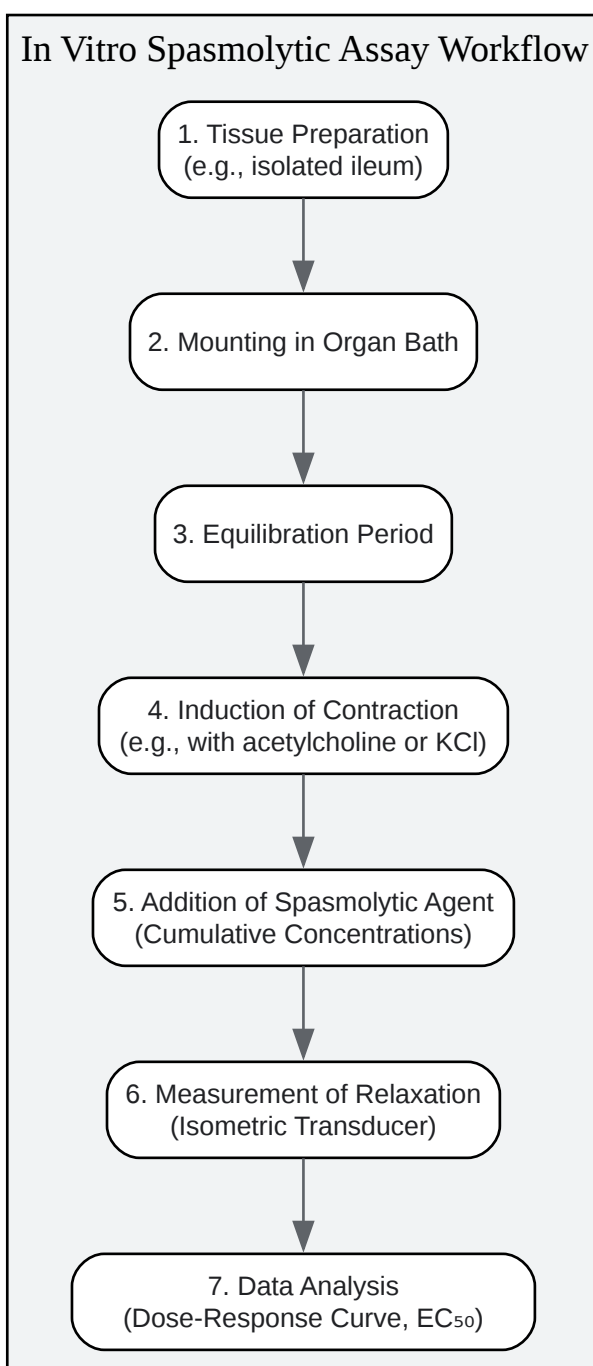 In Vitro Spasmolytic Assay Workflow
1. Tissue Preparation
(e.g., isolated ileum)
2. Mounting in Organ Bath
3. Equilibration Period
4. Induction of Contraction
(e.g., with acetylcholine or KCl)
5. Addition of Spasmolytic Agent
(Cumulative Concentrations)
6. Measurement of Relaxation
(Isometric Transducer)
7. Data Analysis
(Dose-Response Curve, EC₅₀)